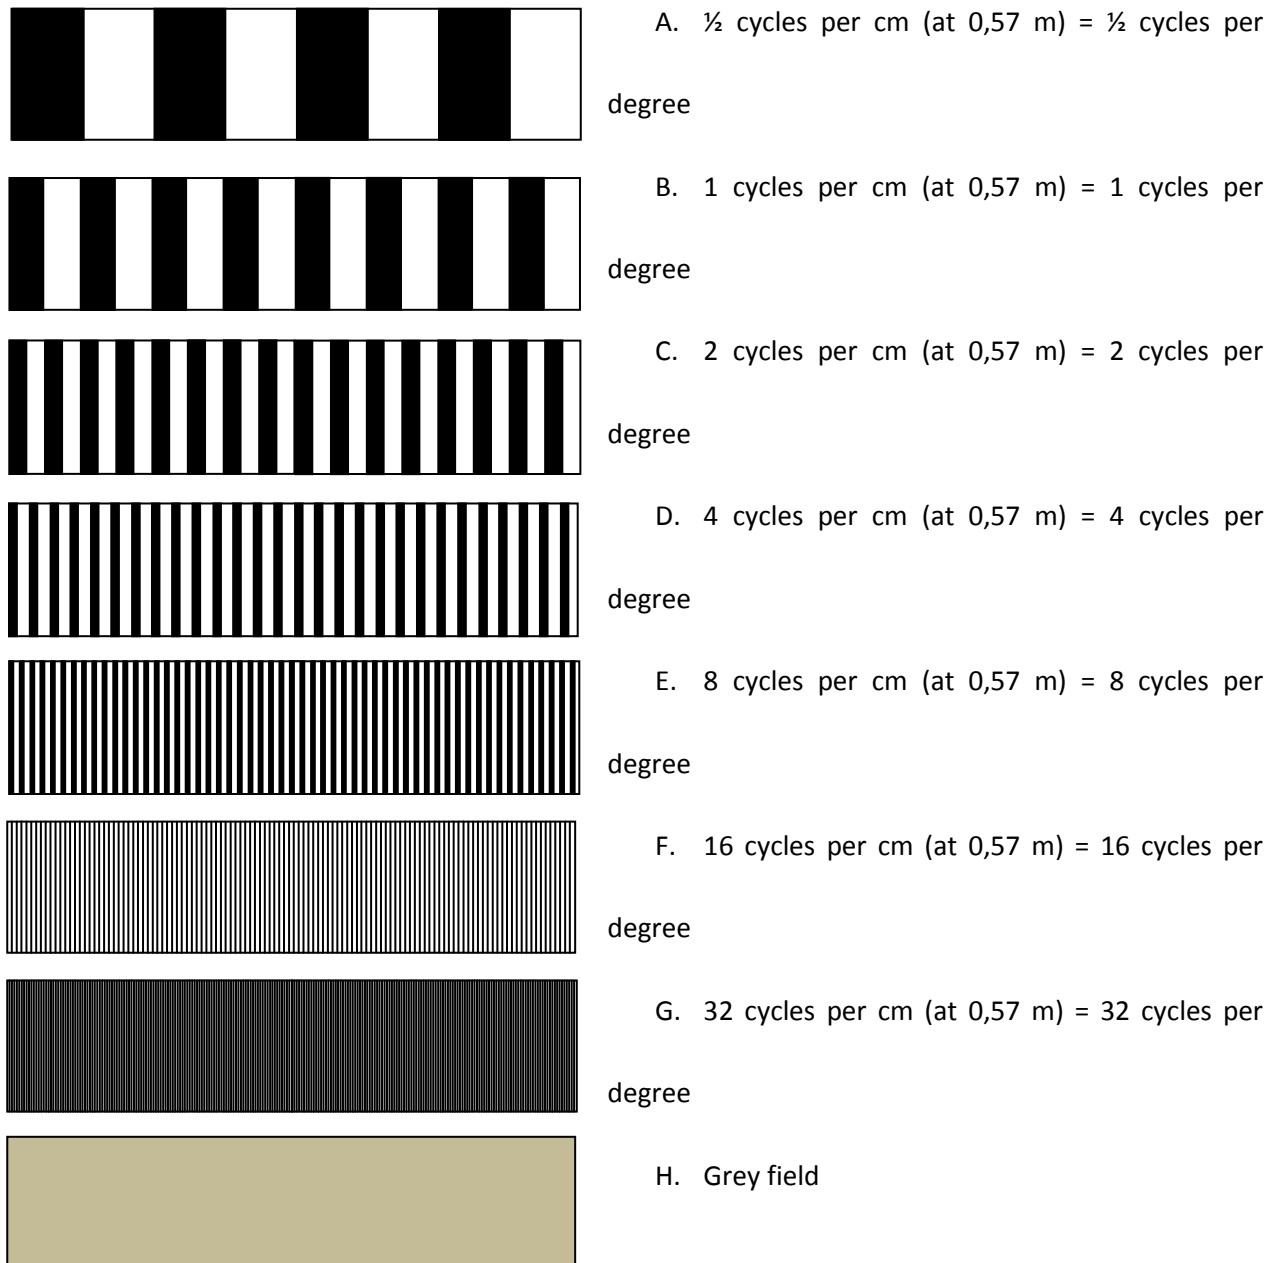 A. ½ cycles per cm (at 0,57 m) = ½ cycles per
degree
B. 1 cycles per cm (at 0,57 m) = 1 cycles per
degree
C. 2 cycles per cm (at 0,57 m) = 2 cycles per
degree
D. 4 cycles per cm (at 0,57 m) = 4 cycles per
degree
E. 8 cycles per cm (at 0,57 m) = 8 cycles per
degree
F. 16 cycles per cm (at 0,57 m) = 16 cycles per
degree
G. 32 cycles per cm (at 0,57 m) = 32 cycles per
degree
H. Grey field